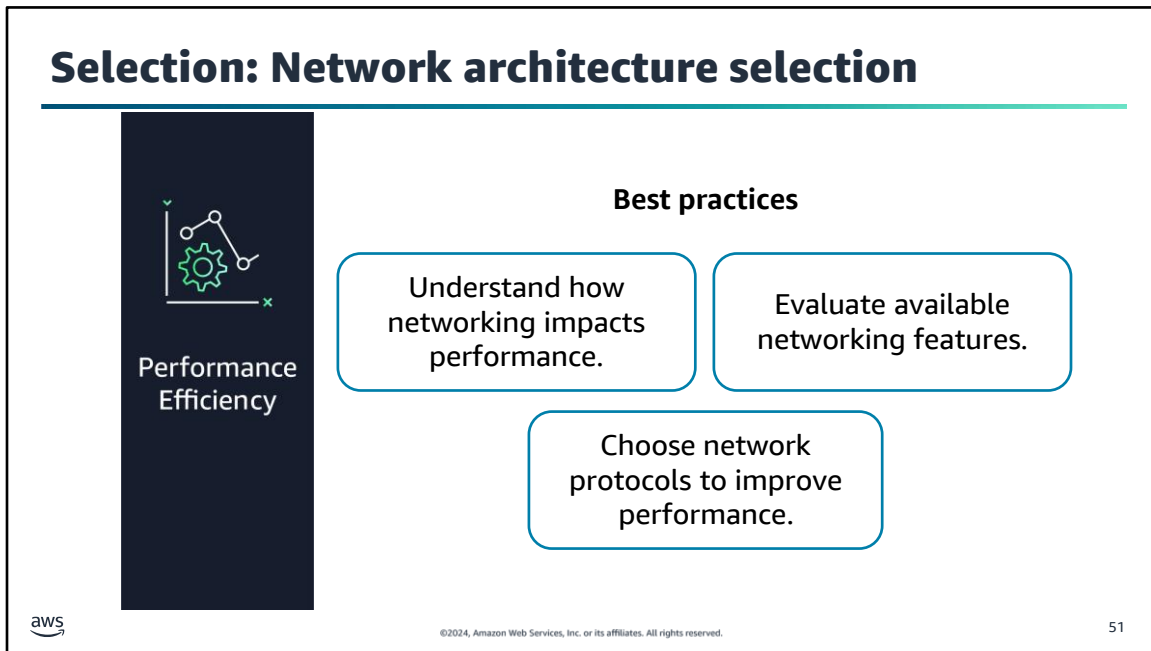 Selection: Network architecture selection
Performance
Efficiency
Best practices
Understand how
networking impacts
performance.
Evaluate available
networking features.
Choose network
protocols to improve
performance.
aws
©2024, Amazon Web Services, Inc. or its affiliates. All rights reserved.
51